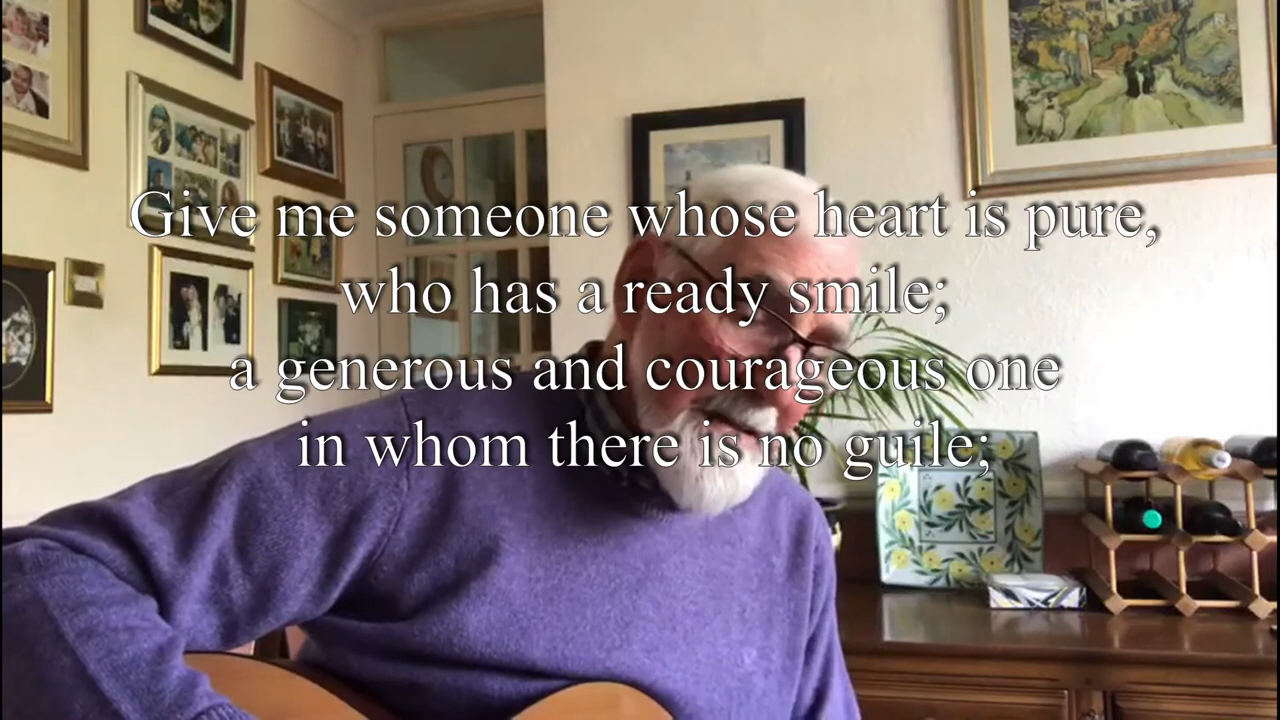 Give me someone whose heart is pure,
who has a ready smile;
a generous and courageous one
in whom there is no guile;